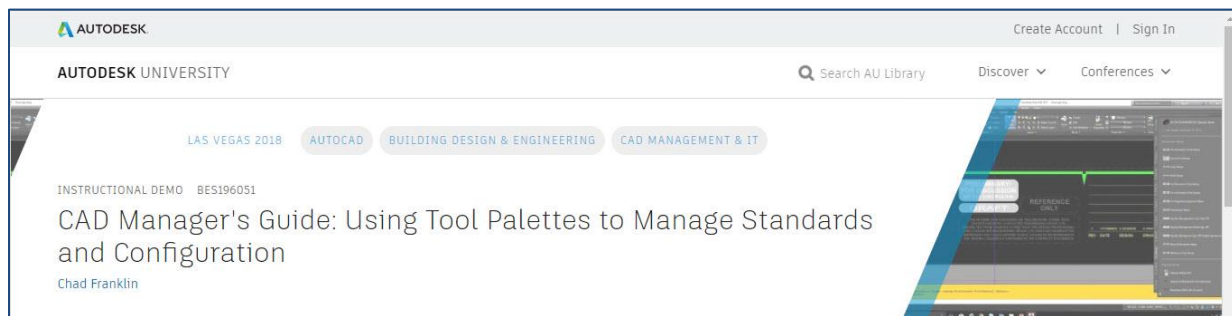 AUTODESK.
Create Account | Sign In
AUTODESK UNIVERSITY
Search AU Library
Discover
Conferences
LAS VEGAS 2018 AUTOCAD BUILDING DESIGN & ENGINEERING CAD MANAGEMENT & IT
INSTRUCTIONAL DEMO BES196051
CAD Manager's Guide: Using Tool Palettes to Manage Standards
and Configuration
Chad Franklin
REFERENCE
ONLY